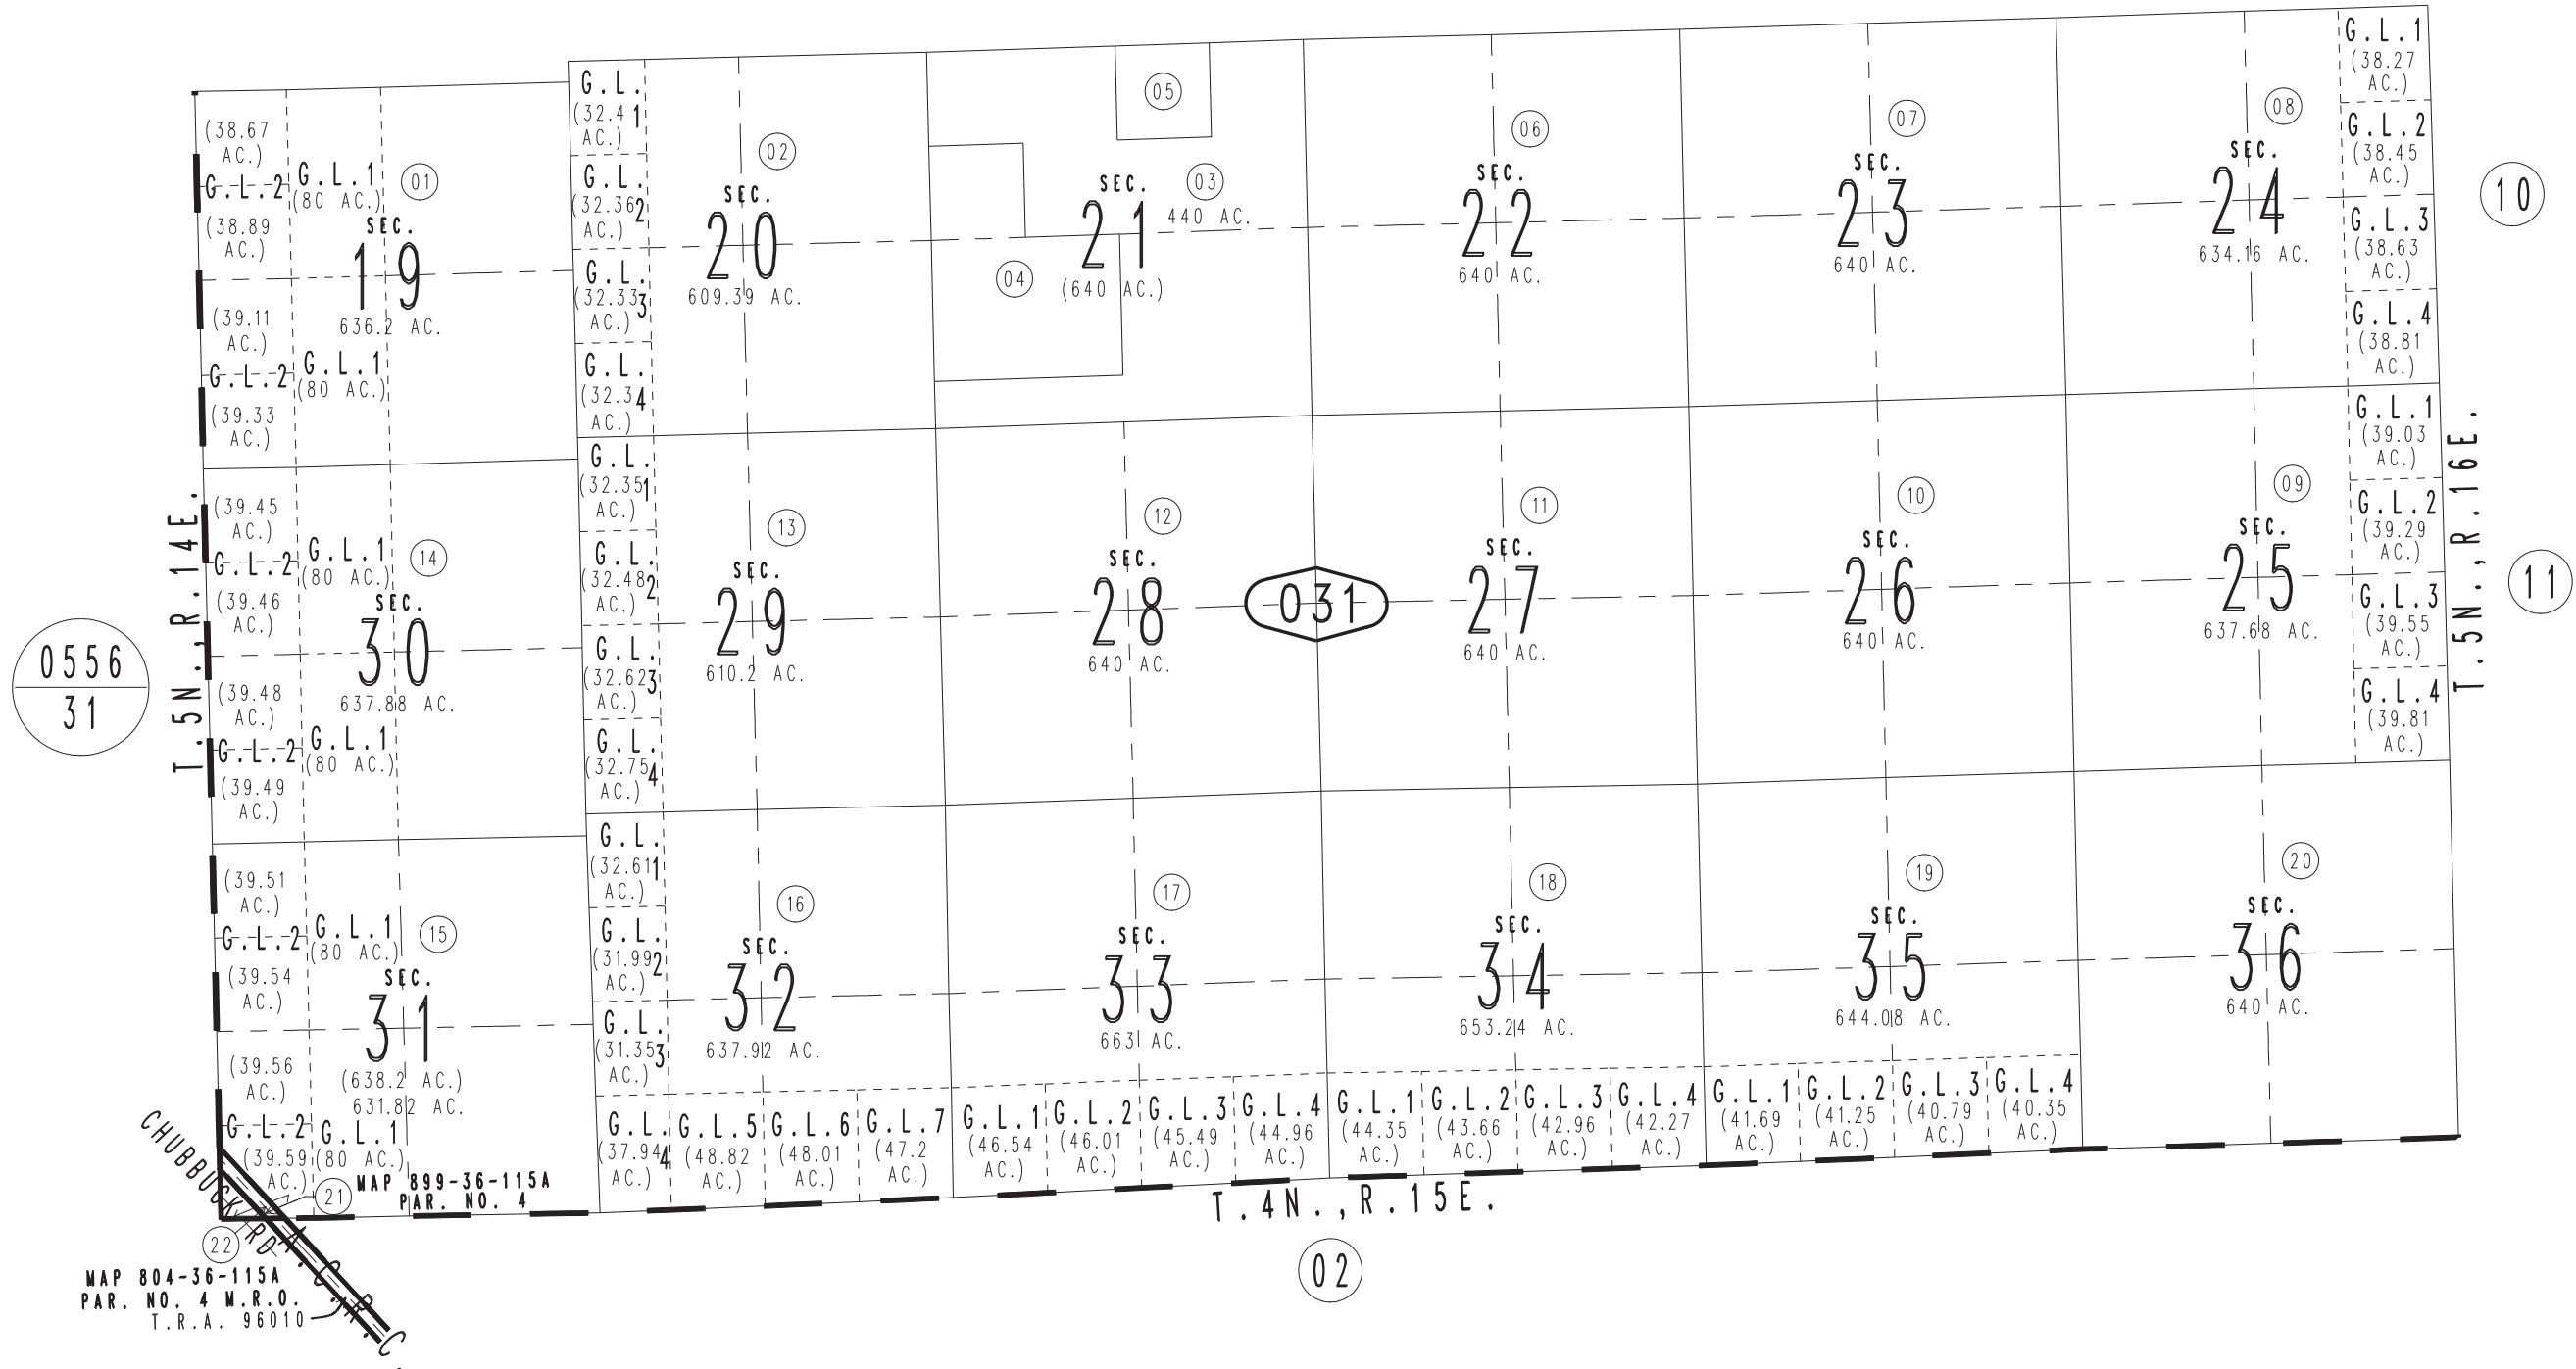 G.L.1
(38.27
AC.)
G.L.2
(38.45
AC.)
G.L.3
(38.63
AC.)
G.L.4
(38.81
AC.)
08
SEC.
24
634.16 AC.
10
07
SEC.
23
640 AC.
06
SEC.
22
640 AC.
05
03
SEC.
21
440 AC.
(640 AC.)
04
02
SEC.
20
609.39 AC.
G.L.
1
(32.4
AC.)
G.L.
2
(32.36
AC.)
G.L.
3
(32.33
AC.)
G.L.
4
(32.3
AC.)
(38.67
AC.)
G.L.2
(38.89
AC.)
G.L.1
(80 AC.)
01
SEC.
19
636.2 AC.
(39.11
AC.)
G.L.2
(39.33
AC.)
G.L.1
(80 AC.)
T.5N.,R.14E.
0556
31
(39.45
AC.)
G.L.2
(39.46
AC.)
G.L.1
(80 AC.)
14
SEC.
30
637.88 AC.
(39.48
AC.)
G.L.2
(39.49
AC.)
G.L.1
(80 AC.)
G.L.
1
(32.35
AC.)
G.L.
2
(32.48
AC.)
G.L.
3
(32.62
AC.)
G.L.
4
(32.75
AC.)
13
SEC.
29
610.2 AC.
12
SEC.
28
640 AC.
031
11
SEC.
27
640 AC.
10
SEC.
26
640 AC.
09
SEC.
25
637.68 AC.
G.L.1
(39.03
AC.)
G.L.2
(39.29
AC.)
G.L.3
(39.55
AC.)
G.L.4
(39.81
AC.)
T.5N.,R.16E.
11
(39.51
AC.)
G.L.2
(39.54
AC.)
G.L.1
(80 AC.)
15
SEC.
31
(638.2 AC.)
631.82 AC.
(39.56
AC.)
G.L.2
(39.59
AC.)
G.L.1
(80 AC.)
G.L.
1
(32.61
AC.)
G.L.
2
(31.99
AC.)
G.L.
3
(31.35
AC.)
G.L.
4
(37.94
AC.)
16
SEC.
32
637.92 AC.
G.L.5
(48.82
AC.)
G.L.6
(48.01
AC.)
G.L.7
(47.2
AC.)
17
SEC.
33
663 AC.
G.L.1
(46.54
AC.)
G.L.2
(46.01
AC.)
G.L.3
(45.49
AC.)
G.L.4
(44.96
AC.)
18
SEC.
34
653.24 AC.
G.L.1
(44.35
AC.)
G.L.2
(43.66
AC.)
G.L.3
(42.96
AC.)
G.L.4
(42.27
AC.)
19
SEC.
35
644.08 AC.
G.L.1
(41.69
AC.)
G.L.2
(41.25
AC.)
G.L.3
(40.79
AC.)
G.L.4
(40.35
AC.)
20
SEC.
36
640 AC.
CHUBBUCK RD
21
MAP 899-36-115A
PAR. NO. 4
22
MAP 804-36-115A
PAR. NO. 4 M.R.O.
T.R.A. 96010
T.4N.,R.15E.
02